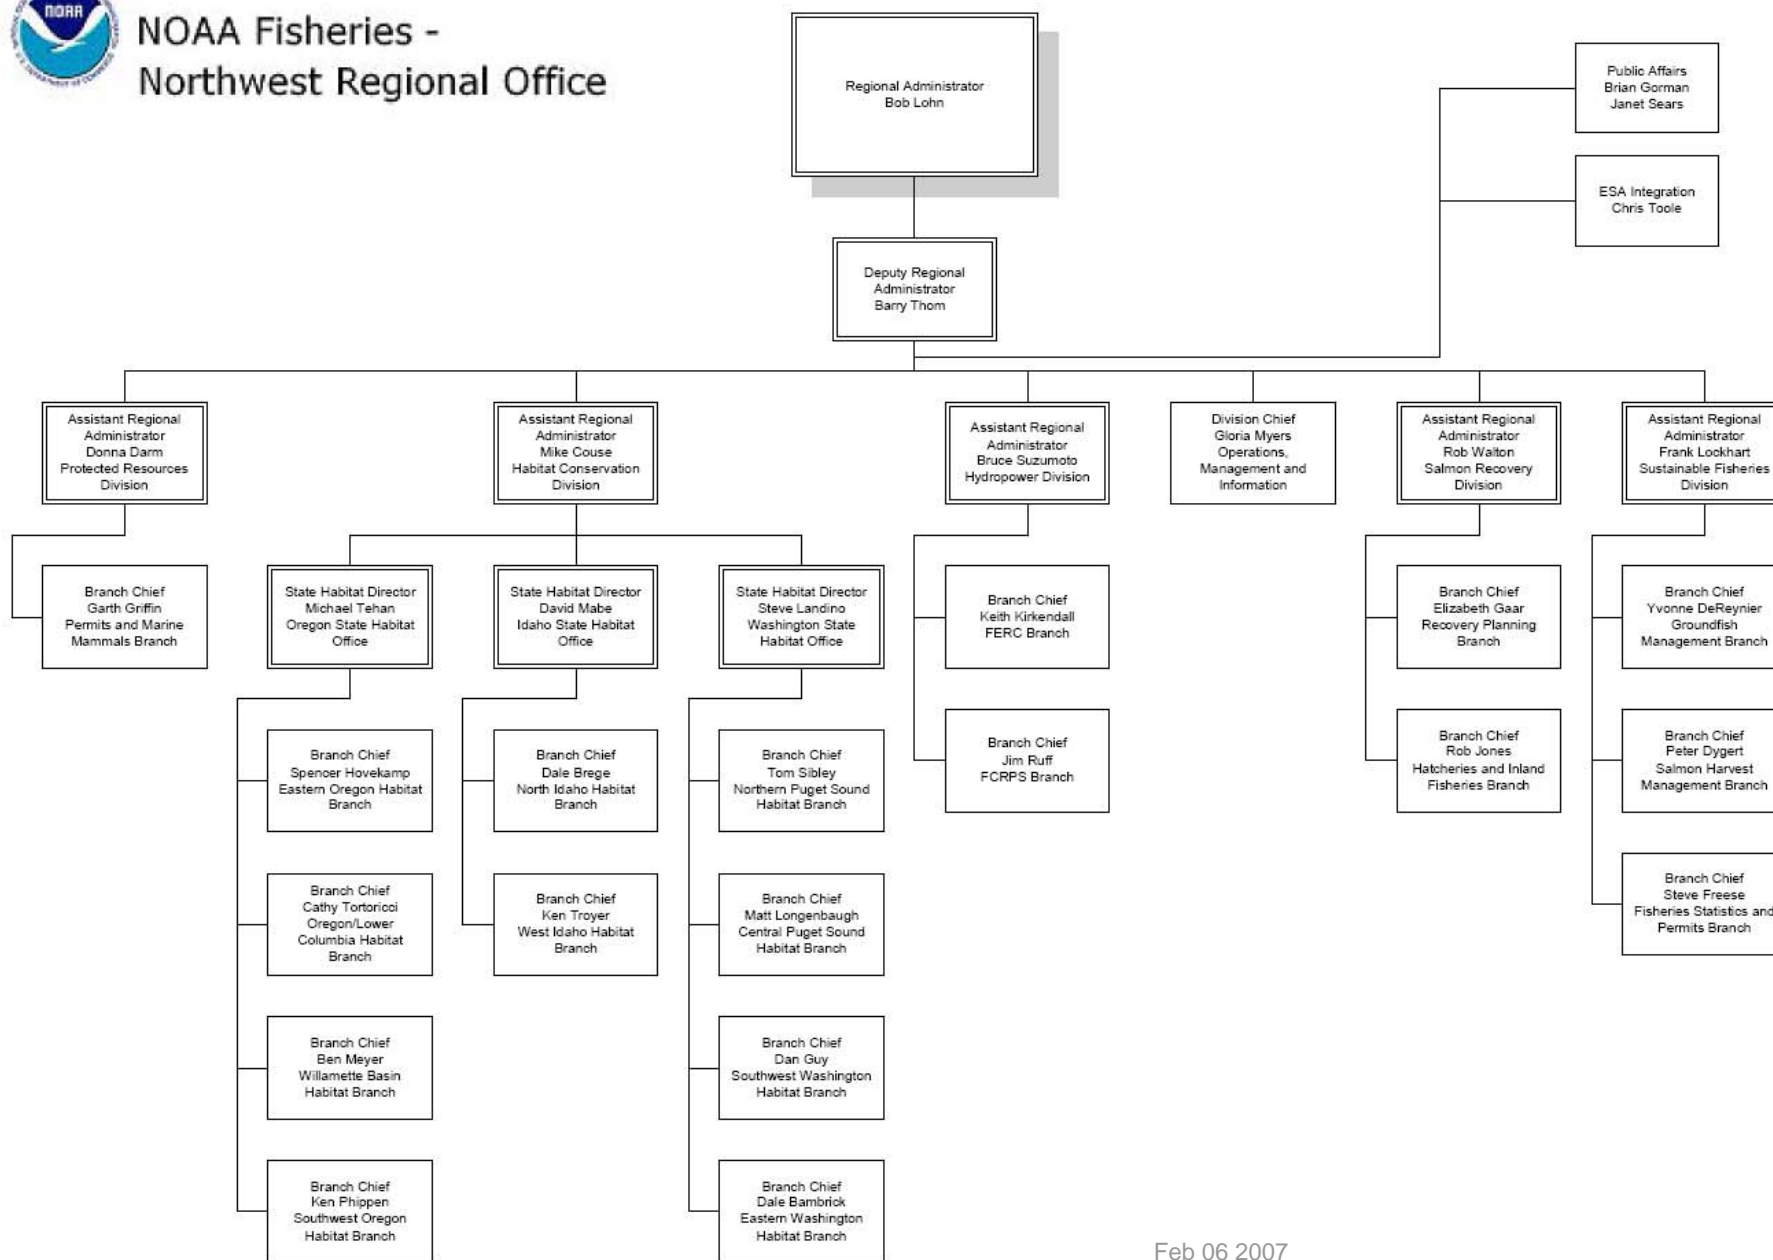 NOAA
NOAA Fisheries -
Northwest Regional Office
Regional Administrator
Bob Lohn
Public Affairs
Brian Gorman
Janet Sears
ESA Integration
Chris Toole
Deputy Regional
Administrator
Barry Thom
Assistant Regional
Administrator
Donna Darm
Protected Resources
Division
Assistant Regional
Administrator
Mike Couse
Habitat Conservation
Division
Assistant Regional
Administrator
Bruce Suzumoto
Hydropower Division
Division Chief
Gloria Myers
Operations,
Management and
Information
Assistant Regional
Administrator
Rob Walton
Salmon Recovery
Division
Assistant Regional
Administrator
Frank Lockhart
Sustainable Fisheries
Division
Branch Chief
Garth Griffin
Permits and Marine
Mammals Branch
State Habitat Director
Michael Tehan
Oregon State Habitat
Office
State Habitat Director
David Mabe
Idaho State Habitat
Office
State Habitat Director
Steve Landino
Washington State
Habitat Office
Branch Chief
Keith Kirkendall
FERC Branch
Branch Chief
Elizabeth Gaar
Recovery Planning
Branch
Branch Chief
Yvonne DeReynier
Groundfish
Management Branch
Branch Chief
Spencer Hovekamp
Eastern Oregon Habitat
Branch
Branch Chief
Dale Brege
North Idaho Habitat
Branch
Branch Chief
Tom Sibley
Northern Puget Sound
Habitat Branch
Branch Chief
Jim Ruff
FCRPS Branch
Branch Chief
Rob Jones
Hatcheries and Inland
Fisheries Branch
Branch Chief
Peter Dygert
Salmon Harvest
Management Branch
Branch Chief
Cathy Tortoricci
Oregon/Lower
Columbia Habitat
Branch
Branch Chief
Ken Troyer
West Idaho Habitat
Branch
Branch Chief
Matt Longenbaugh
Central Puget Sound
Habitat Branch
Branch Chief
Steve Freese
Fisheries Statistics and
Permits Branch
Branch Chief
Ben Meyer
Willamette Basin
Habitat Branch
Branch Chief
Dan Guy
Southwest Washington
Habitat Branch
Branch Chief
Ken Phippen
Southwest Oregon
Habitat Branch
Branch Chief
Dale Bambrick
Eastern Washington
Habitat Branch
Feb 06 2007